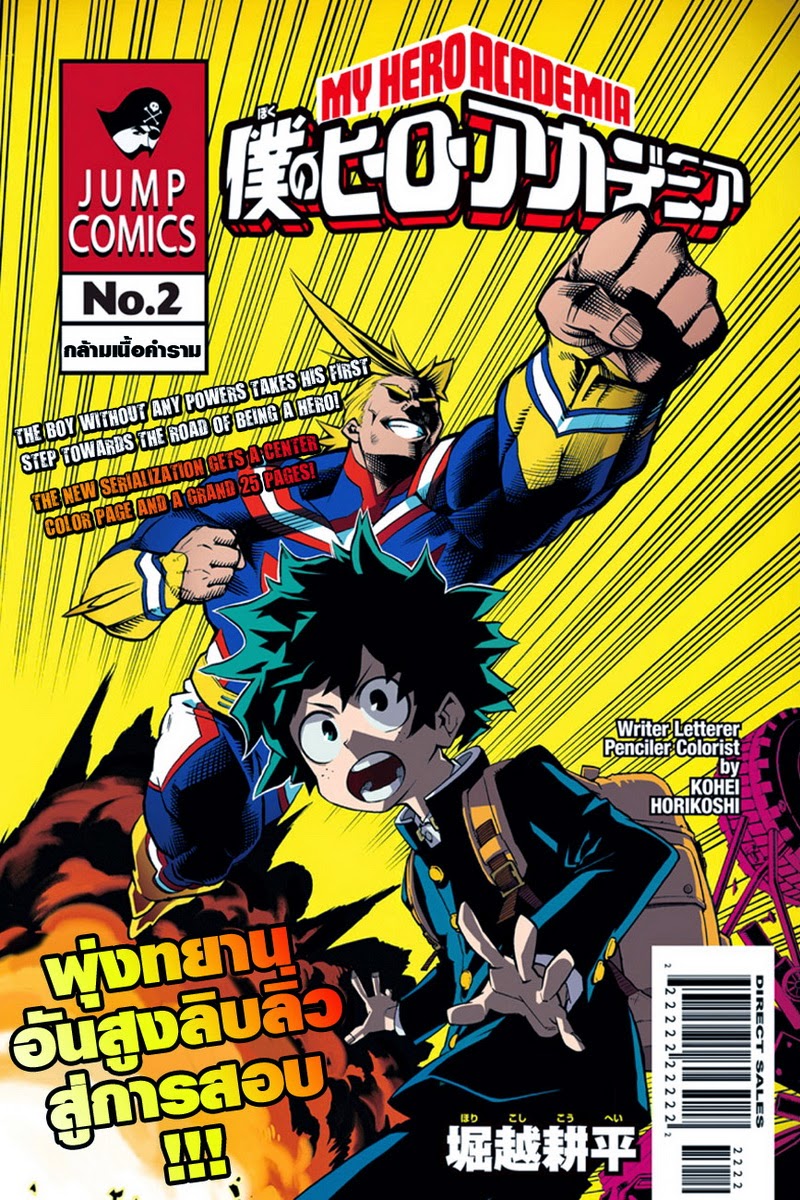 MY HERO ACADEMIA
ぼく
僕のヒーローアカデミア
JUMP
COMICS
No.2
กล้ามเนื้อคำราม
THE BOY WITHOUT ANY POWERS TAKES HIS FIRST
STEP TOWARDS THE ROAD OF BEING A HERO!
THE NEW SERIALIZATION GETS A CENTER
COLOR PAGE AND A GRAND 25 PAGES!
Writer Letterer
Penciler Colorist
by
KOHEI
HORIKOSHI
พุ่งทยาน
อันสูงลิบลิ่ว
สู่การสอบ
!!!
DIRECT SALES
2 22222 22222 2
2222
ほり こし こう へい
堀越耕平